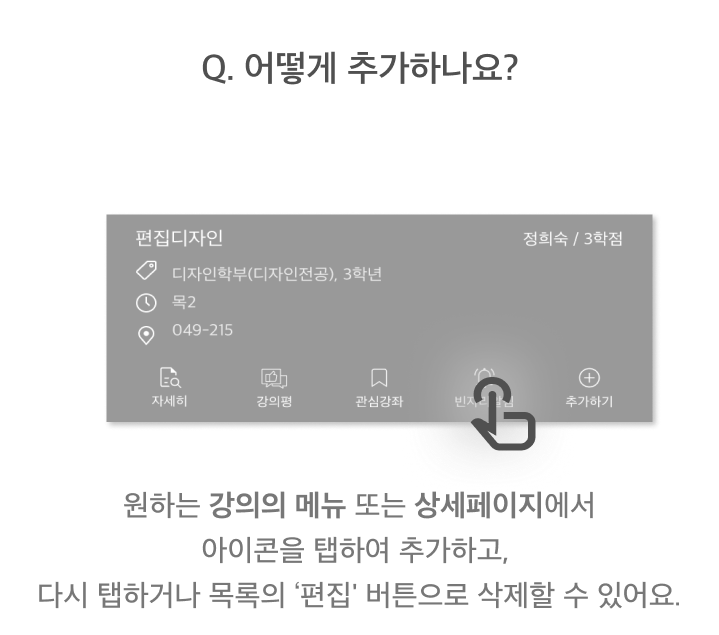 Q. 어떻게 추가하나요?
편집디자인
정희숙 / 3학점
디자인학부(디자인전공), 3학년
목2
049-215
자세히
강의평
관심강좌
빈자리알림
추가하기
원하는 강의의 메뉴 또는 상세페이지에서
아이콘을 탭하여 추가하고,
다시 탭하거나 목록의 ‘편집' 버튼으로 삭제할 수 있어요.